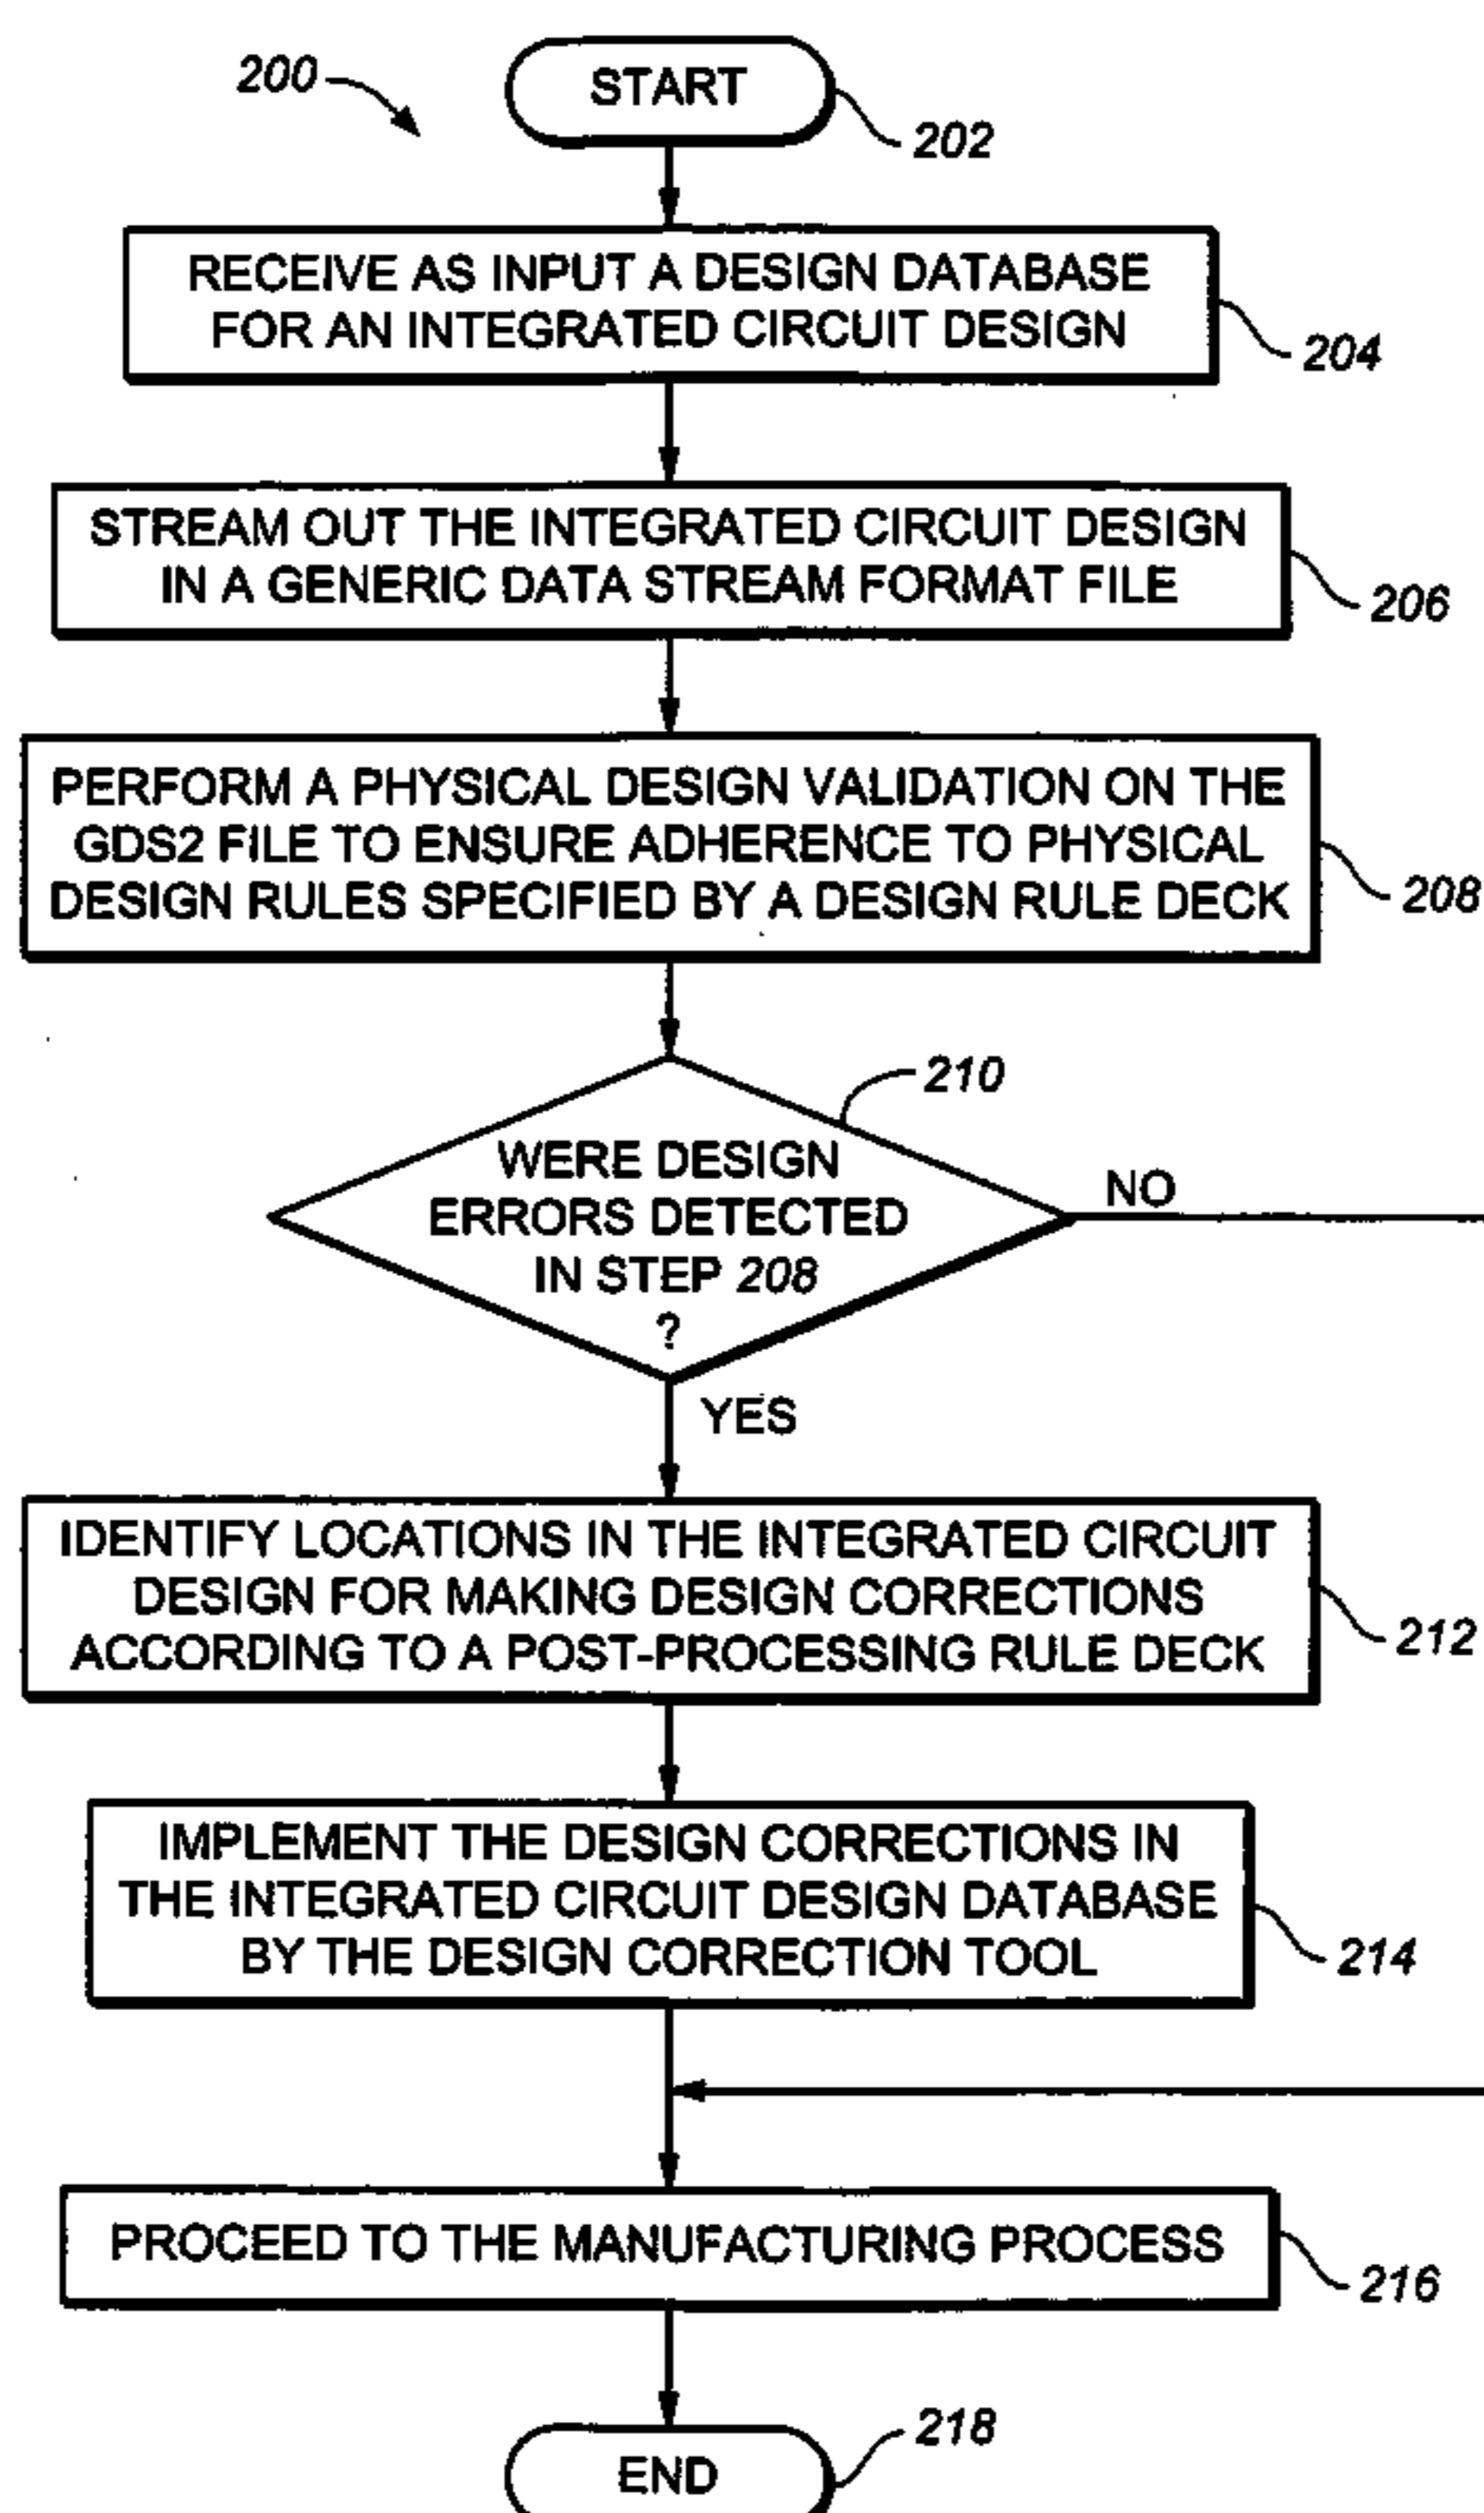 200
START
202
RECEIVE AS INPUT A DESIGN DATABASE
FOR AN INTEGRATED CIRCUIT DESIGN
204
STREAM OUT THE INTEGRATED CIRCUIT DESIGN
IN A GENERIC DATA STREAM FORMAT FILE
206
PERFORM A PHYSICAL DESIGN VALIDATION ON THE
GDS2 FILE TO ENSURE ADHERENCE TO PHYSICAL
DESIGN RULES SPECIFIED BY A DESIGN RULE DECK
208
210
WERE DESIGN
ERRORS DETECTED
IN STEP 208
?
NO
YES
IDENTIFY LOCATIONS IN THE INTEGRATED CIRCUIT
DESIGN FOR MAKING DESIGN CORRECTIONS
ACCORDING TO A POST-PROCESSING RULE DECK
212
IMPLEMENT THE DESIGN CORRECTIONS IN
THE INTEGRATED CIRCUIT DESIGN DATABASE
BY THE DESIGN CORRECTION TOOL
214
PROCEED TO THE MANUFACTURING PROCESS
216
218
END